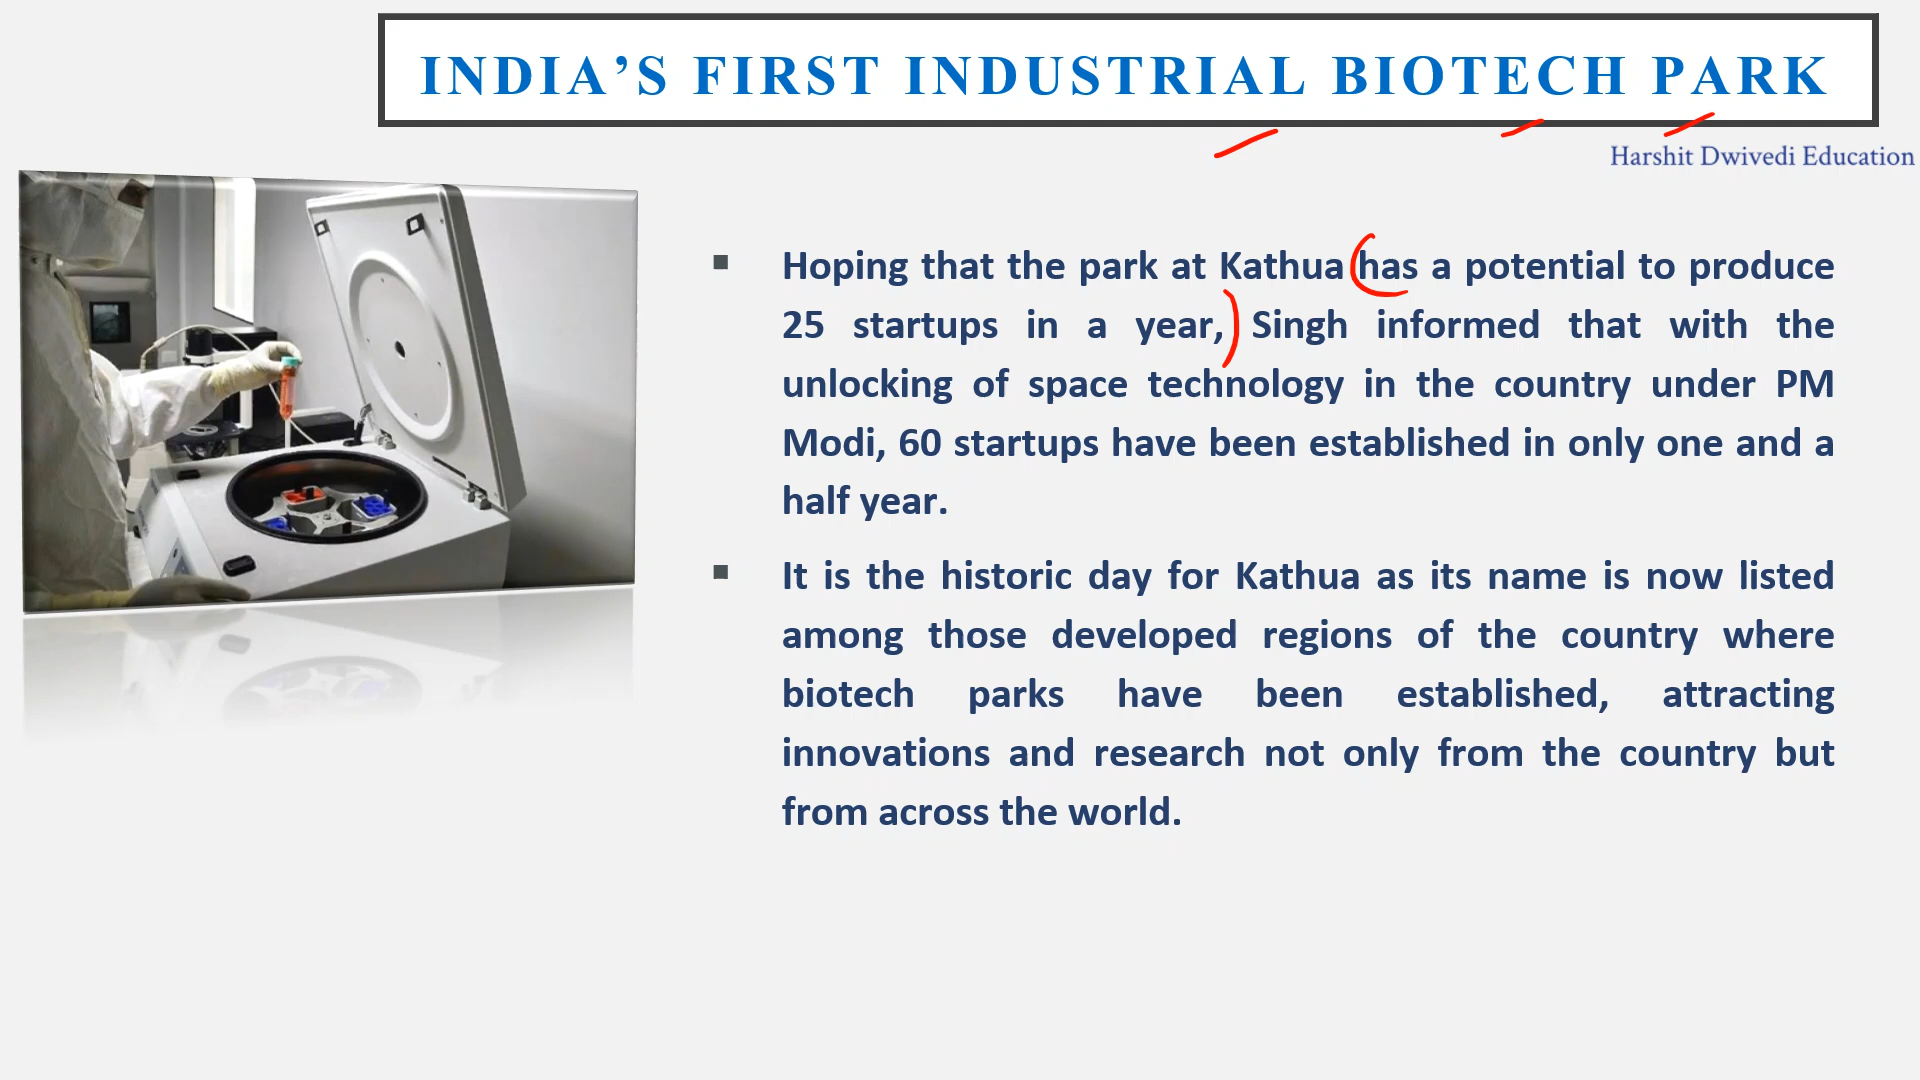 INDIA’S FIRST INDUSTRIAL BIOTECH PARK
Harshit Dwivedi Education
▪ Hoping that the park at Kathua has a potential to produce
25 startups in a year, Singh informed that with the
unlocking of space technology in the country under PM
Modi, 60 startups have been established in only one and a
half year.
▪ It is the historic day for Kathua as its name is now listed
among those developed regions of the country where
biotech parks have been established, attracting
innovations and research not only from the country but
from across the world.